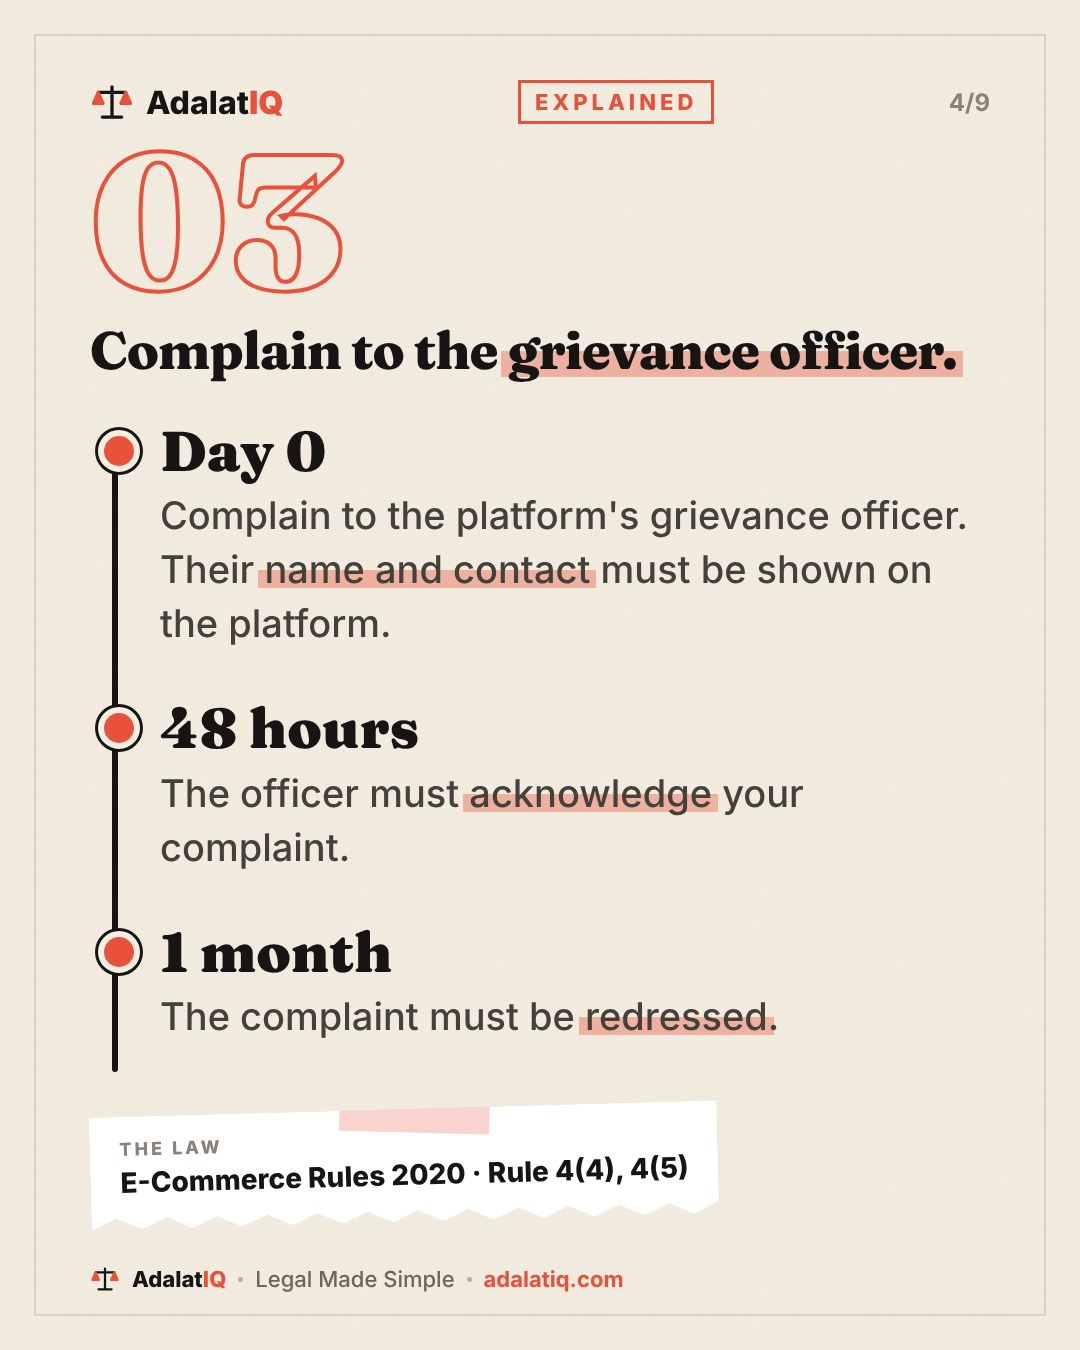 AdalatIQ
EXPLAINED
4/9
03
Complain to the grievance officer.
Day 0
Complain to the platform's grievance officer.
Their name and contact must be shown on
the platform.
48 hours
The officer must acknowledge your
complaint.
1 month
The complaint must be redressed.
THE LAW
E-Commerce Rules 2020 · Rule 4(4), 4(5)
AdalatIQ • Legal Made Simple • adalatiq.com